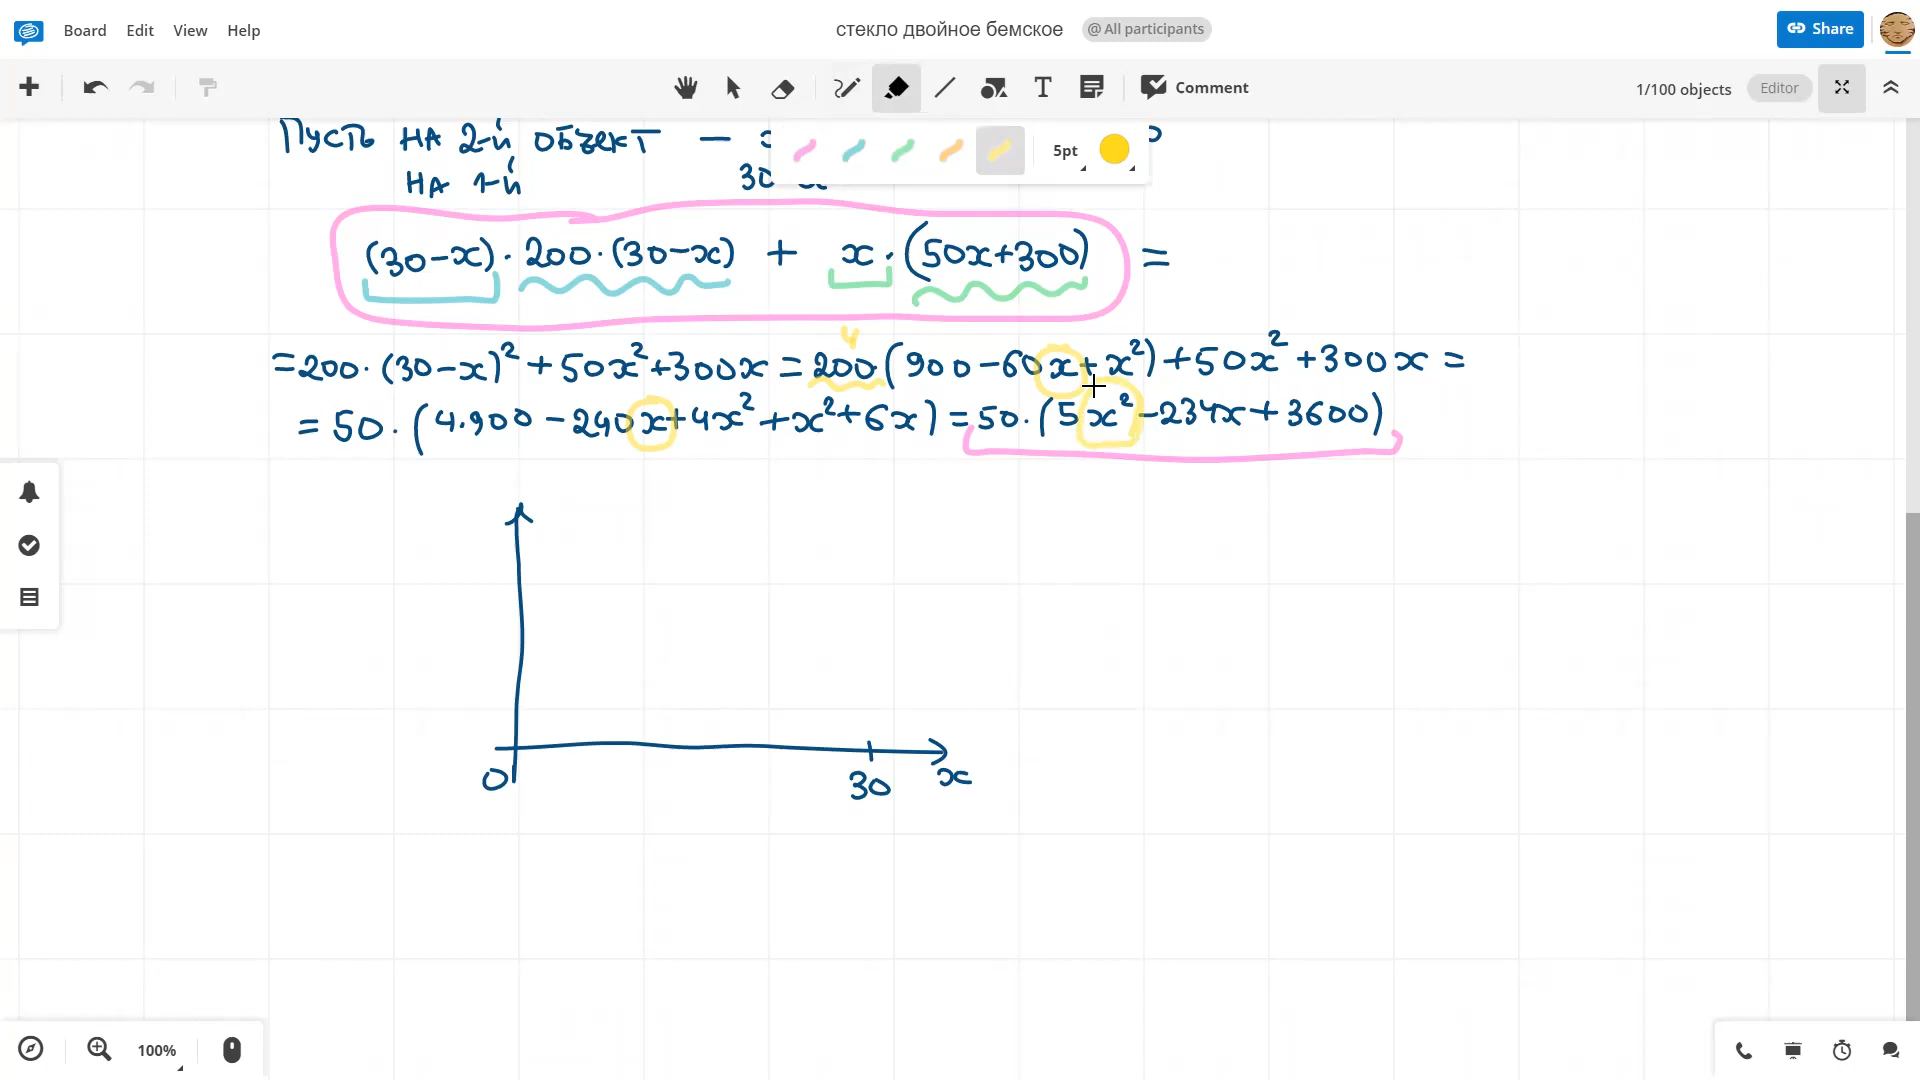 Board Edit View Help стекло двойное бемское @ All participants Share
Comment 1/100 objects Editor
5pt
Пусть на 2-й объект —
на 1-й 30
(30-x)·200·(30-x) + x·(50x+300) =
4
=200·(30-x)²+50x²+300x=200·(900-60x+x²)+50x²+300x=
=50·(4·900-240x+4x²+x²+6x)=50·(5x²-234x+3600)
0 30 x
100%